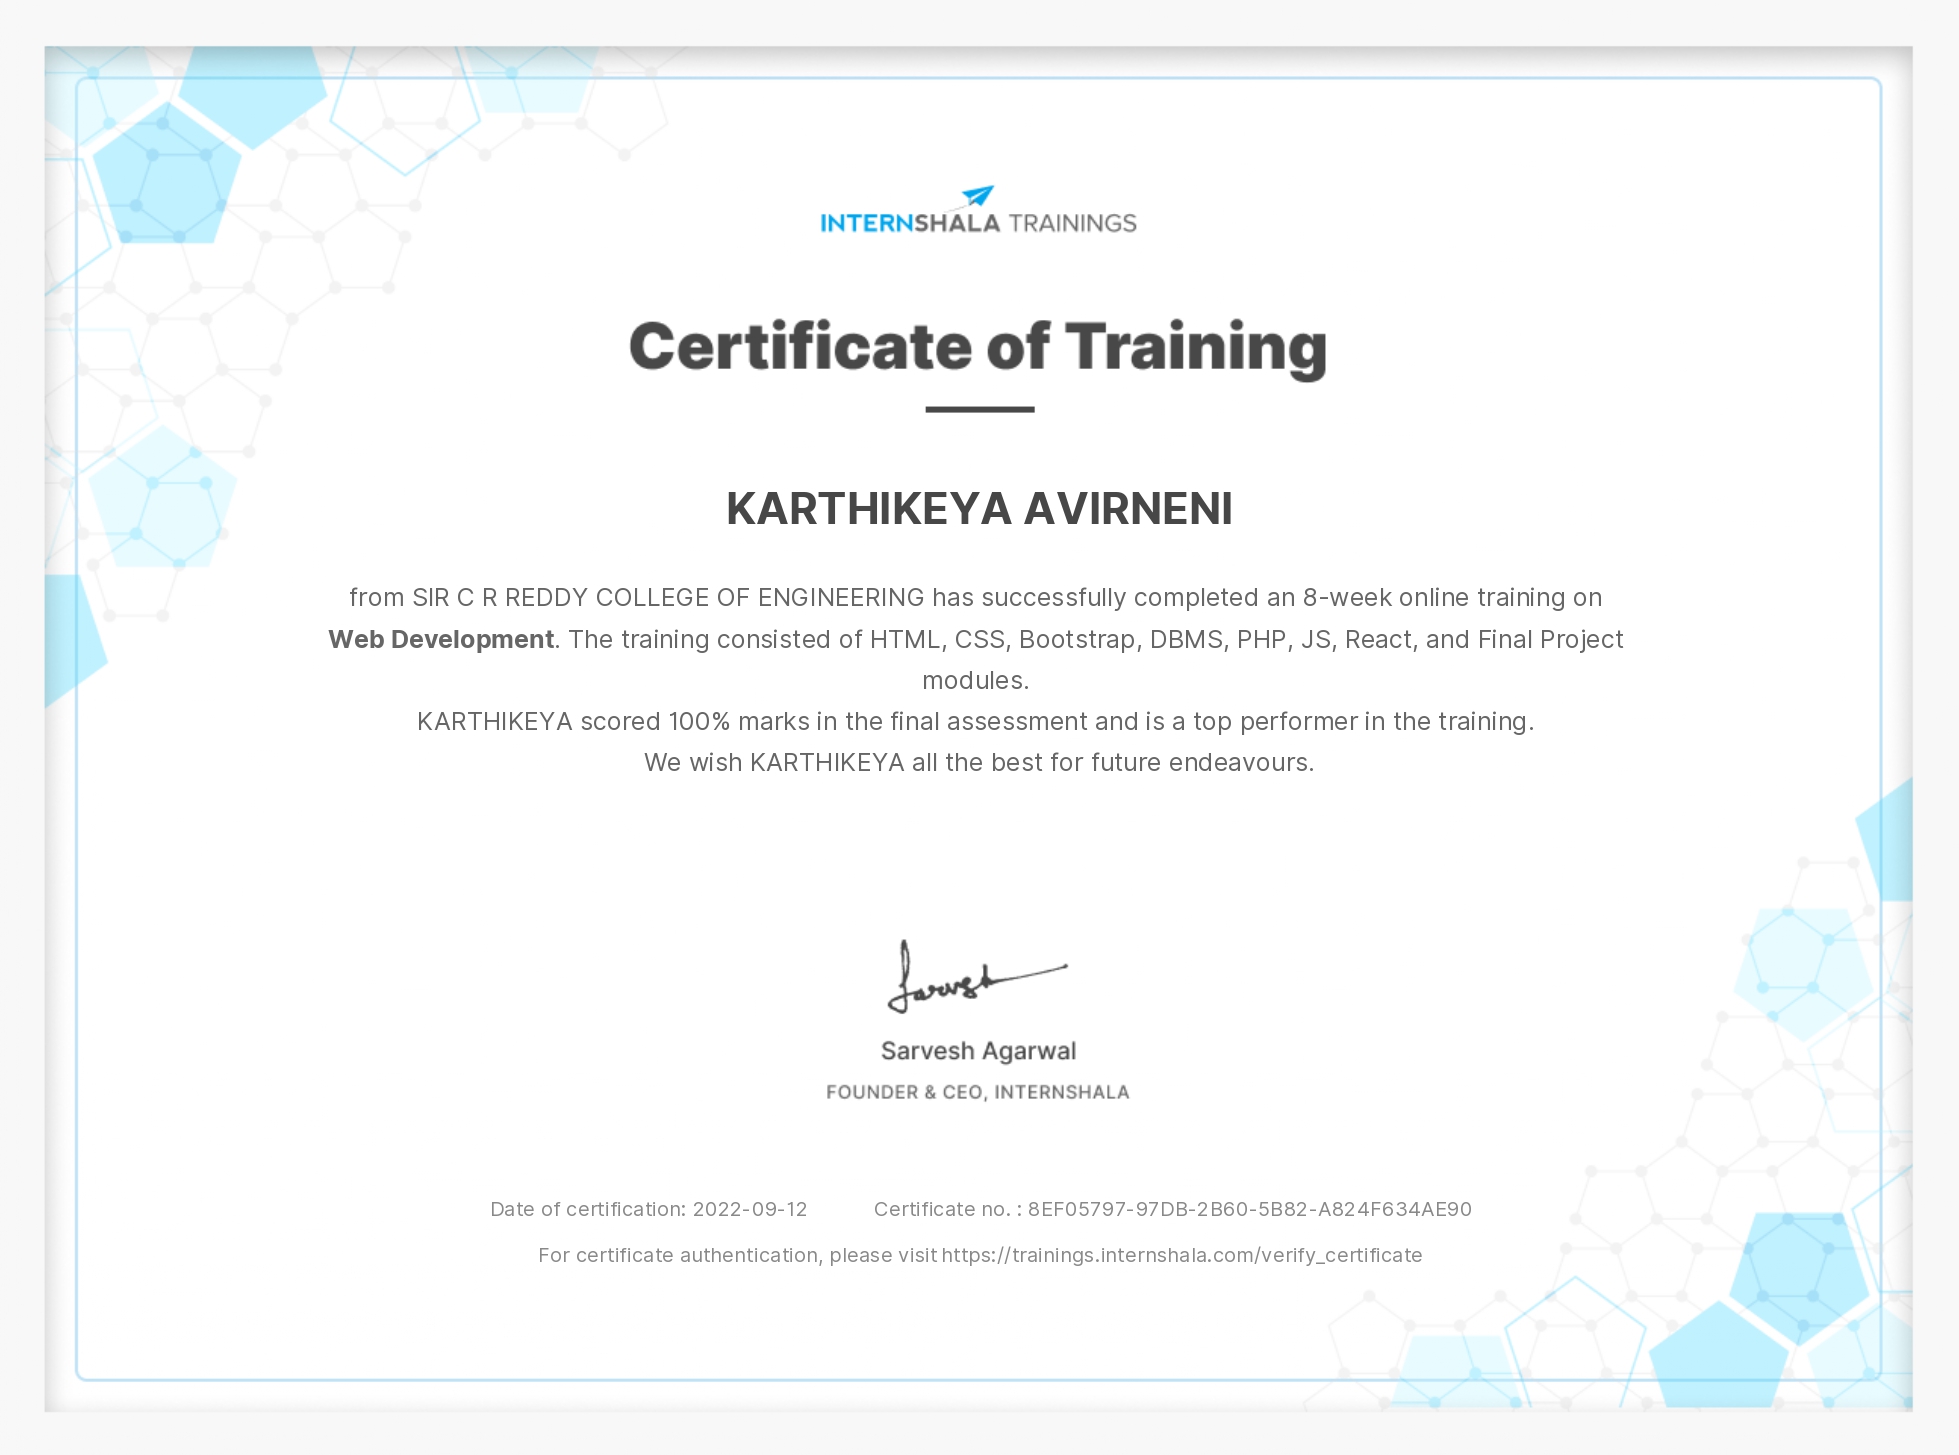 INTERNSHALA TRAININGS
Certificate of Training
KARTHIKEYA AVIRNENI
from SIR C R REDDY COLLEGE OF ENGINEERING has successfully completed an 8-week online training on
Web Development. The training consisted of HTML, CSS, Bootstrap, DBMS, PHP, JS, React, and Final Project
modules.
KARTHIKEYA scored 100% marks in the final assessment and is a top performer in the training.
We wish KARTHIKEYA all the best for future endeavours.
Sarvesh
Sarvesh Agarwal
FOUNDER & CEO, INTERNSHALA
Date of certification: 2022-09-12 Certificate no. : 8EF05797-97DB-2B60-5B82-A824F634AE90
For certificate authentication, please visit https://trainings.internshala.com/verify_certificate